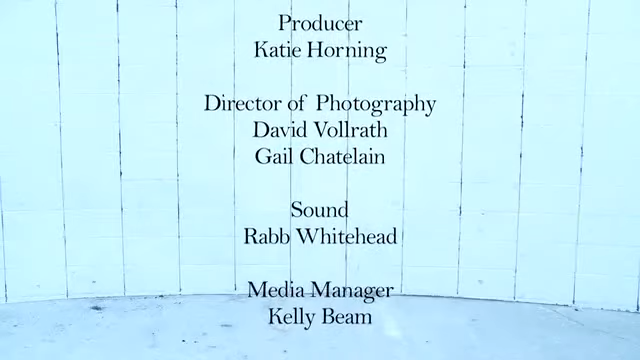 Producer
Katie Horning
Director of Photography
David Vollrath
Gail Chatelain
Sound
Rabb Whitehead
Media Manager
Kelly Beam